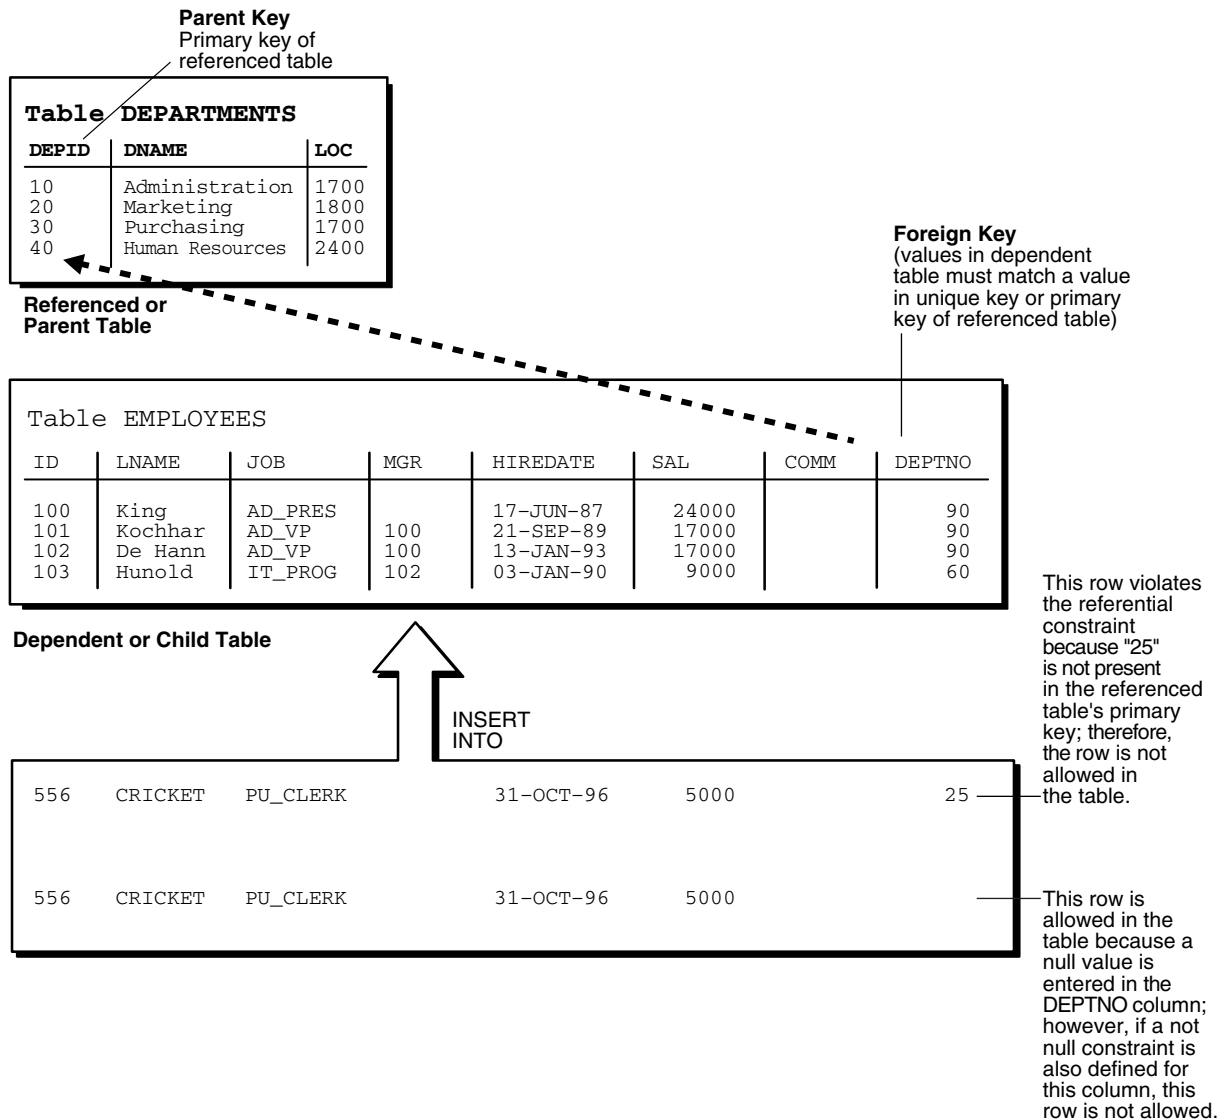 Parent Key
Primary key of
referenced table
Table DEPARTMENTS
DEPID DNAME LOC
10 Administration 1700
20 Marketing 1800
30 Purchasing 1700
40 Human Resources 2400
Referenced or
Parent Table
Foreign Key
(values in dependent
table must match a value
in unique key or primary
key of referenced table)
Table EMPLOYEES
ID LNAME JOB MGR HIREDATE SAL COMM DEPTNO
100 King AD_PRES 17-JUN-87 24000 90
101 Kochhar AD_VP 100 21-SEP-89 17000 90
102 De Hann AD_VP 100 13-JAN-93 17000 90
103 Hunold IT_PROG 102 03-JAN-90 9000 60
Dependent or Child Table
INSERT
INTO
556 CRICKET PU_CLERK 31-OCT-96 5000 25
This row violates
the referential
constraint
because "25"
is not present
in the referenced
table's primary
key; therefore,
the row is not
allowed in
the table.
556 CRICKET PU_CLERK 31-OCT-96 5000
This row is
allowed in the
table because a
null value is
entered in the
DEPTNO column;
however, if a not
null constraint is
also defined for
this column, this
row is not allowed.